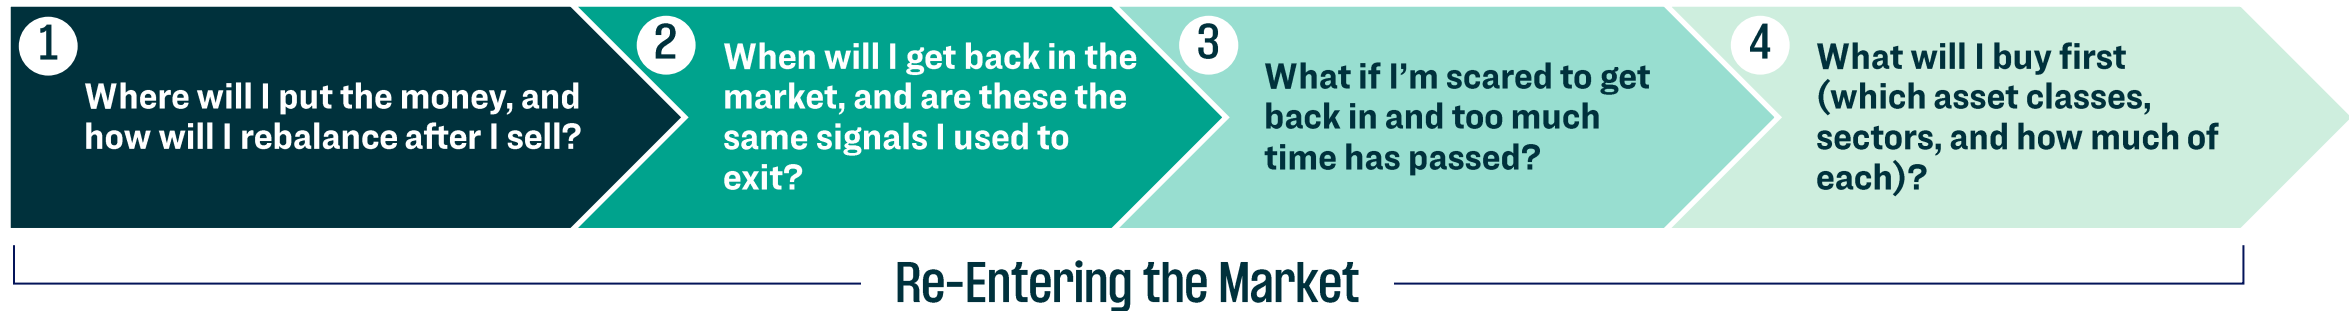 1
Where will I put the money, and
how will I rebalance after I sell?
2
When will I get back in the
market, and are these the
same signals I used to
exit?
3
What if I’m scared to get
back in and too much
time has passed?
4
What will I buy first
(which asset classes,
sectors, and how much of
each)?
Re-Entering the Market